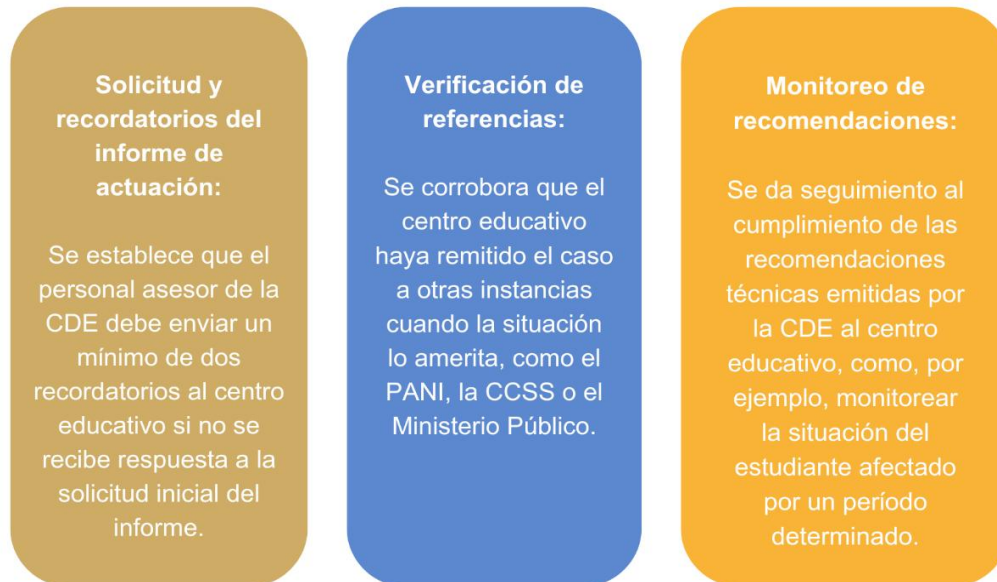 Solicitud y
recordatorios del
informe de
actuación:
Se establece que el
personal asesor de la
CDE debe enviar un
mínimo de dos
recordatorios al centro
educativo si no se
recibe respuesta a la
solicitud inicial del
informe.
Verificación de
referencias:
Se corrobora que el
centro educativo
haya remitido el caso
a otras instancias
cuando la situación
lo amerita, como el
PANI, la CCSS o el
Ministerio Público.
Monitoreo de
recomendaciones:
Se da seguimiento al
cumplimiento de las
recomendaciones
técnicas emitidas por
la CDE al centro
educativo, como, por
ejemplo, monitorear
la situación del
estudiante afectado
por un período
determinado.